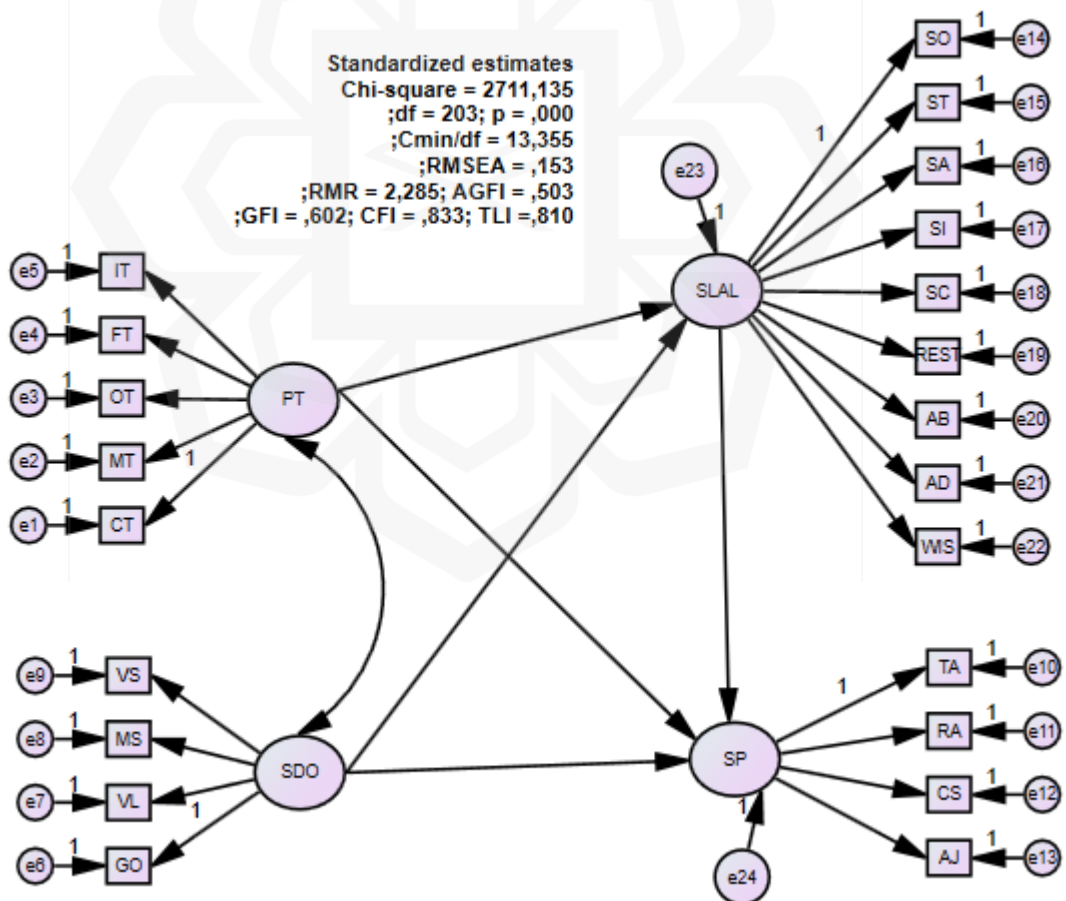 Standardized estimates
Chi-square = 2711,135
;df = 203; p = ,000
;Cmin/df = 13,355
;RMSEA = ,153
;RMR = 2,285; AGFI = ,503
;GFI = ,602; CFI = ,833; TLI =,810
e5 1 IT
e4 1 FT
e3 1 OT
e2 1 MT
e1 1 CT
1
PT
e9 1 VS
e8 1 MS
e7 1 VL
e6 1 GO
1
SDO
e23
1
SLAL
1
SO 1 e14
ST 1 e15
SA 1 e16
SI 1 e17
SC 1 e18
REST 1 e19
AB 1 e20
AD 1 e21
WIS 1 e22
SP
1
e24
1
TA 1 e10
RA 1 e11
CS 1 e12
AJ 1 e13